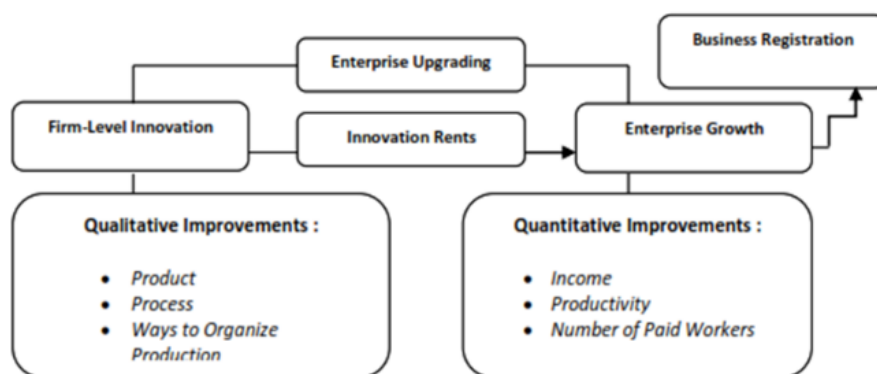 Business Registration
Enterprise Upgrading
Firm-Level Innovation
Innovation Rents
Enterprise Growth
Qualitative Improvements :
• Product
• Process
• Ways to Organize
Production
Quantitative Improvements :
• Income
• Productivity
• Number of Paid Workers